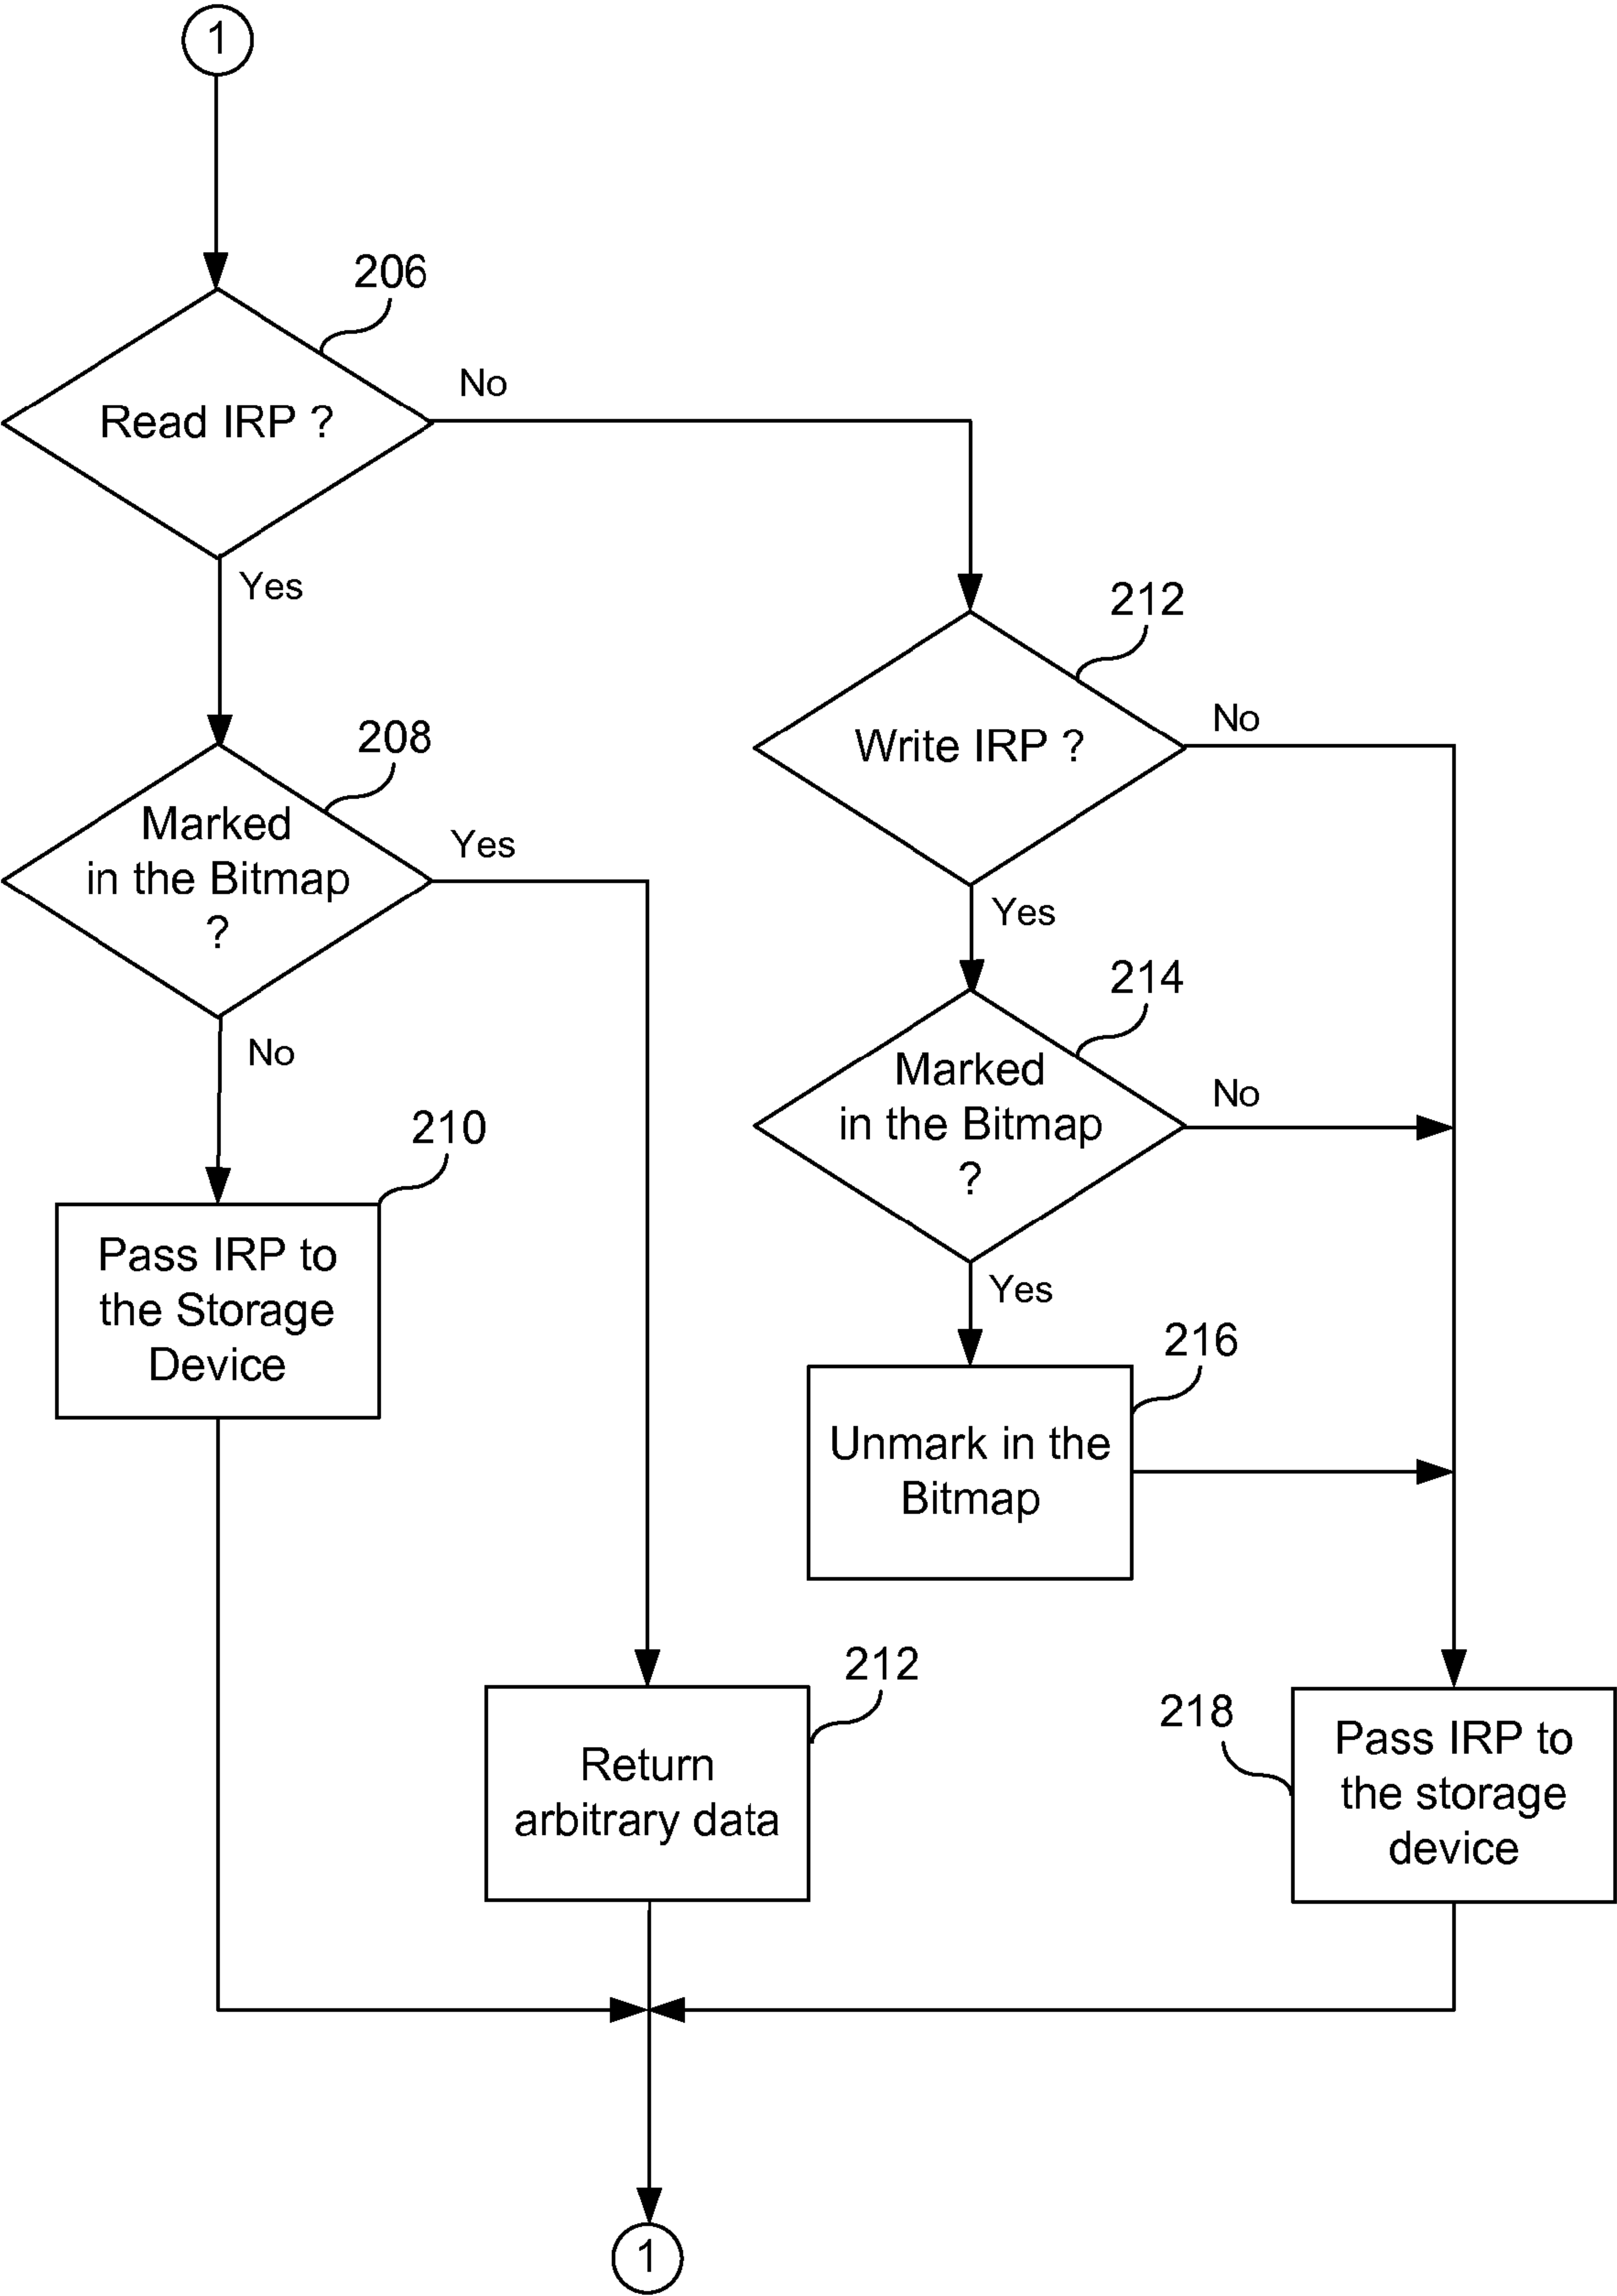 1
206
No
Read IRP ?
Yes
212
No
Write IRP ?
208
Marked
in the Bitmap
?
Yes
Yes
214
No
Marked
in the Bitmap
?
No
210
Pass IRP to
the Storage
Device
Yes
216
Unmark in the
Bitmap
212
Return
arbitrary data
218
Pass IRP to
the storage
device
1